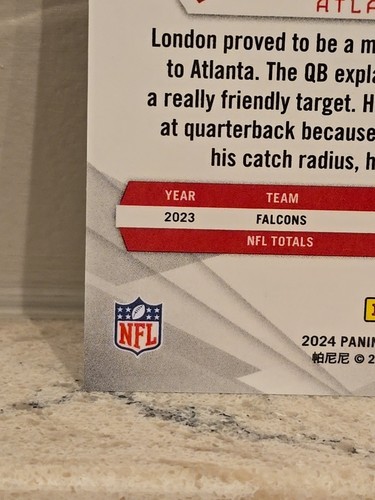 ATLA
London proved to be a m
to Atlanta. The QB expla
a really friendly target. H
at quarterback because
his catch radius, h
YEAR TEAM
2023 FALCONS
NFL TOTALS
NFL
2024 PANIN
帕尼尼 © 2